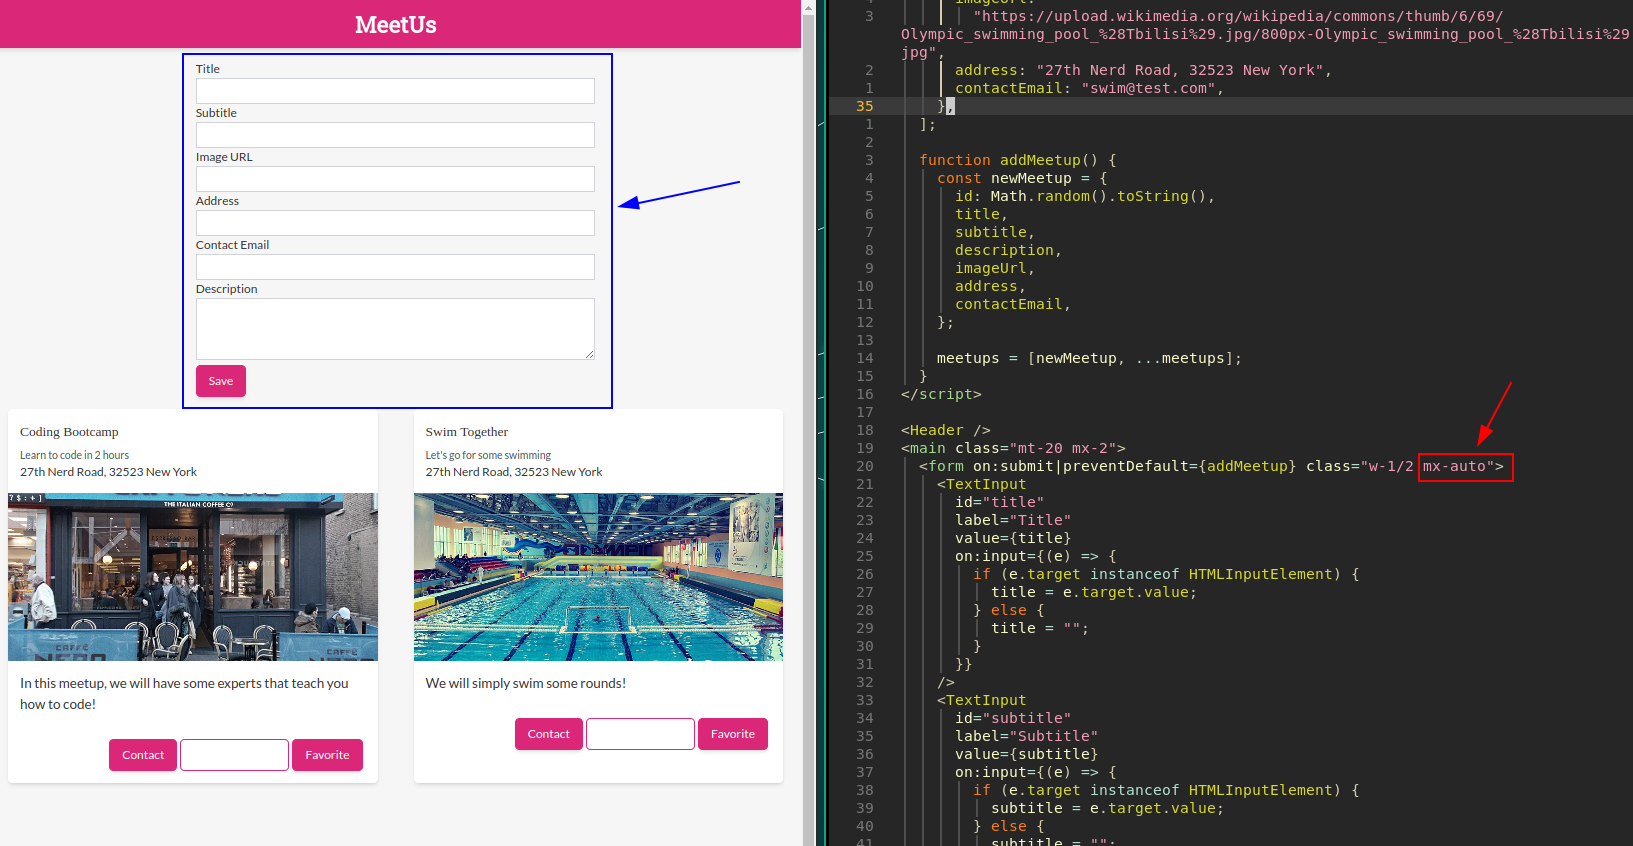 MeetUs
Title
Subtitle
Image URL
Address
Contact Email
Description
Save
Coding Bootcamp
Learn to code in 2 hours
27th Nerd Road, 32523 New York
THE ITALIAN COFFEE Co
CAFFÈ
NERO
CAFFÈ
In this meetup, we will have some experts that teach you
how to code!
Contact
Favorite
Swim Together
Let's go for some swimming
27th Nerd Road, 32523 New York
We will simply swim some rounds!
Contact
Favorite
4 imageUrl:
3 "https://upload.wikimedia.org/wikipedia/commons/thumb/6/69/
Olympic_swimming_pool_%28Tbilisi%29.jpg/800px-Olympic_swimming_pool_%28Tbilisi%29.
jpg",
2 address: "27th Nerd Road, 32523 New York",
1 contactEmail: "swim@test.com",
35 },
1 ];
2
3 function addMeetup() {
4 const newMeetup = {
5 id: Math.random().toString(),
6 title,
7 subtitle,
8 description,
9 imageUrl,
10 address,
11 contactEmail,
12 };
13
14 meetups = [newMeetup, ...meetups];
15 }
16 </script>
17
18 <Header />
19 <main class="mt-20 mx-2">
20 <form on:submit|preventDefault={addMeetup} class="w-1/2 mx-auto">
21 <TextInput
22 id="title"
23 label="Title"
24 value={title}
25 on:input={(e) => {
26 if (e.target instanceof HTMLInputElement) {
27 title = e.target.value;
28 } else {
29 title = "";
30 }
31 }}
32 />
33 <TextInput
34 id="subtitle"
35 label="Subtitle"
36 value={subtitle}
37 on:input={(e) => {
38 if (e.target instanceof HTMLInputElement) {
39 subtitle = e.target.value;
40 } else {
41 subtitle = "";